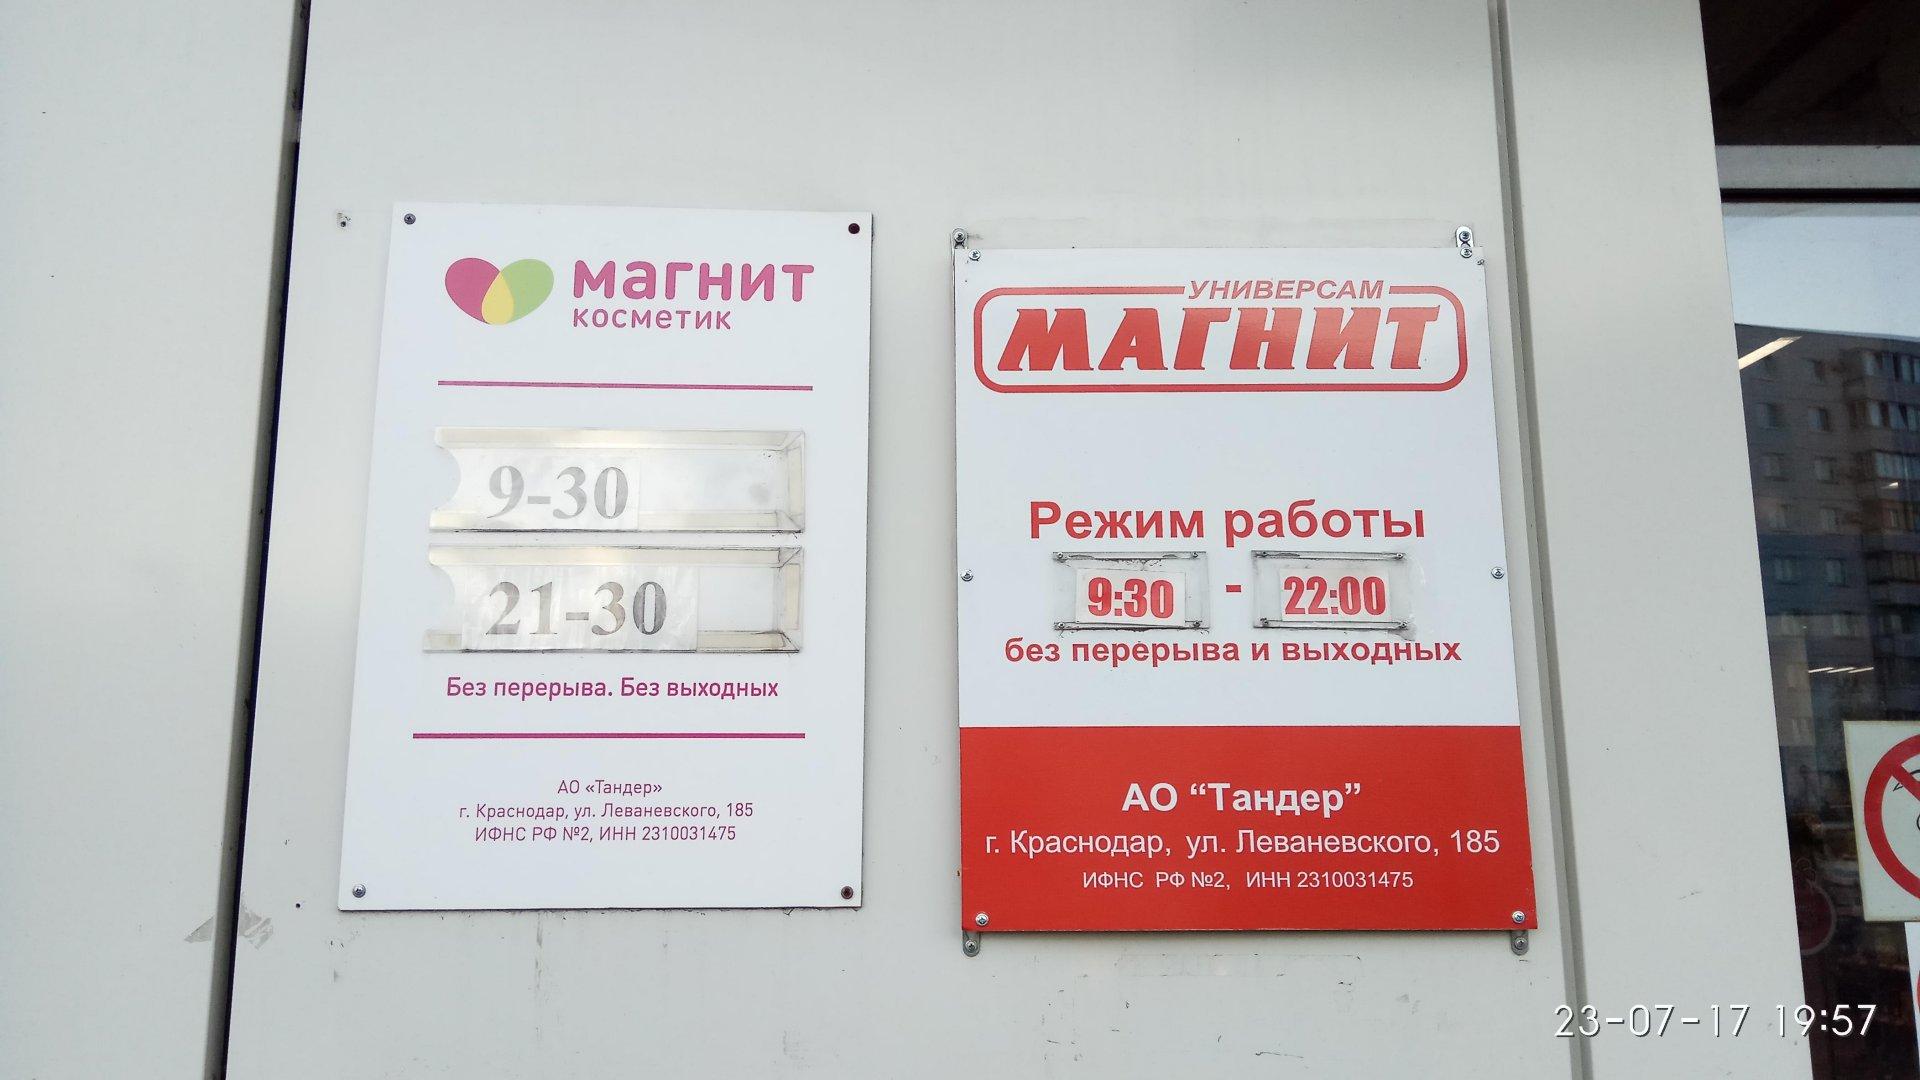 магнит
косметик
9-30
21-30
Без перерыва. Без выходных
АО «Тандер»
г. Краснодар, ул. Леваневского, 185
ИФНС РФ №2, ИНН 2310031475
УНИВЕРСАМ
МАГНИТ
Режим работы
9:30 - 22:00
без перерыва и выходных
АО “Тандер”
г. Краснодар, ул. Леваневского, 185
ИФНС РФ №2, ИНН 2310031475
23-07-17 19:57